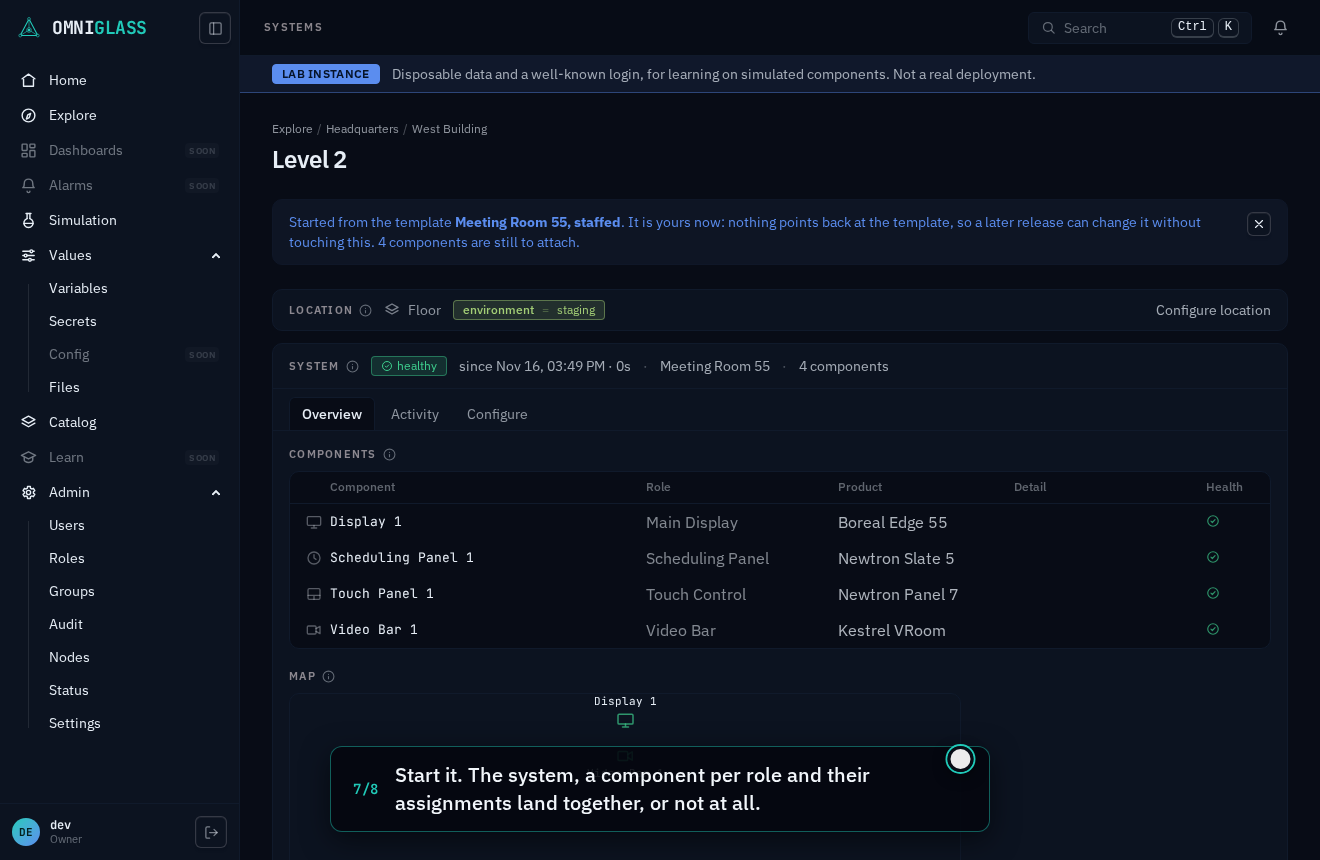 OMNIGLASS
SYSTEMS
Search
Ctrl
K
LAB INSTANCE
Disposable data and a well-known login, for learning on simulated components. Not a real deployment.
Home
Explore
Dashboards
SOON
Alarms
SOON
Simulation
Values
Variables
Secrets
Config
SOON
Files
Catalog
Learn
SOON
Admin
Users
Roles
Groups
Audit
Nodes
Status
Settings
DE
dev
Owner
Explore / Headquarters / West Building
Level 2
Started from the template Meeting Room 55, staffed. It is yours now: nothing points back at the template, so a later release can change it without
touching this. 4 components are still to attach.
LOCATION
Floor
environment = staging
Configure location
SYSTEM
healthy
since Nov 16, 03:49 PM · 0s · Meeting Room 55 · 4 components
Overview
Activity
Configure
COMPONENTS
Component Role Product Detail Health
Display 1 Main Display Boreal Edge 55
Scheduling Panel 1 Scheduling Panel Newtron Slate 5
Touch Panel 1 Touch Control Newtron Panel 7
Video Bar 1 Video Bar Kestrel VRoom
MAP
Display 1
7/8
Start it. The system, a component per role and their
assignments land together, or not at all.